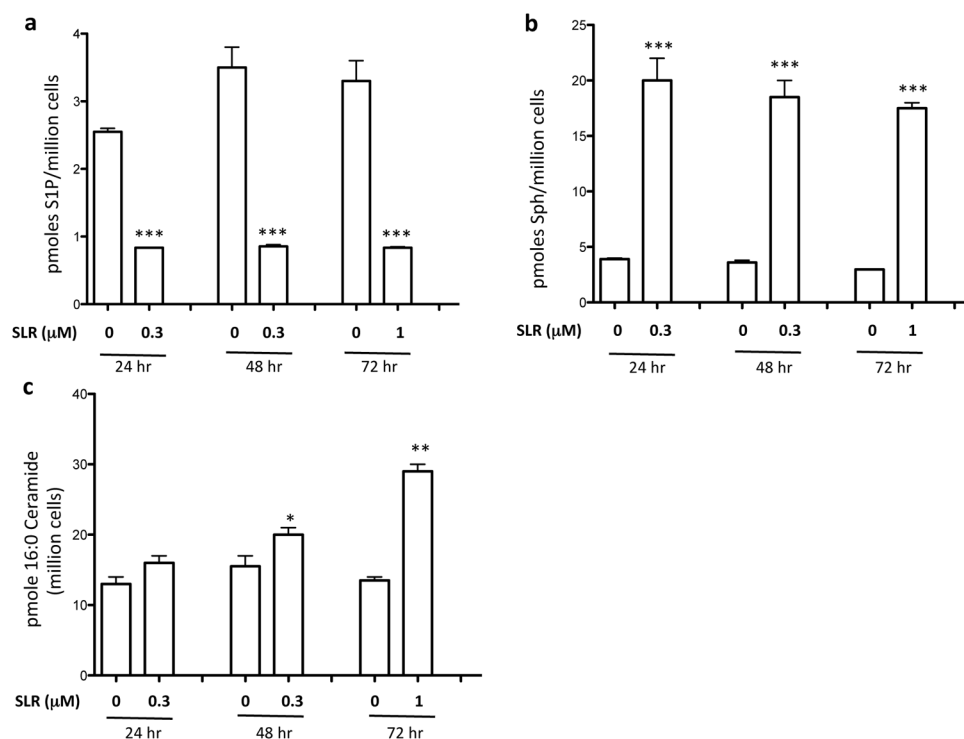 a
pmoles S1P/million cells
4
3
2
1
0
***
***
***
SLR (μM) 0 0.3 0 0.3 0 1
24 hr 48 hr 72 hr
b
pmoles Sph/million cells
25
20
15
10
5
0
***
***
***
SLR (μM) 0 0.3 0 0.3 0 1
24 hr 48 hr 72 hr
c
pmole 16:0 Ceramide
(million cells)
40
30
20
10
0
*
**
SLR (μM) 0 0.3 0 0.3 0 1
24 hr 48 hr 72 hr